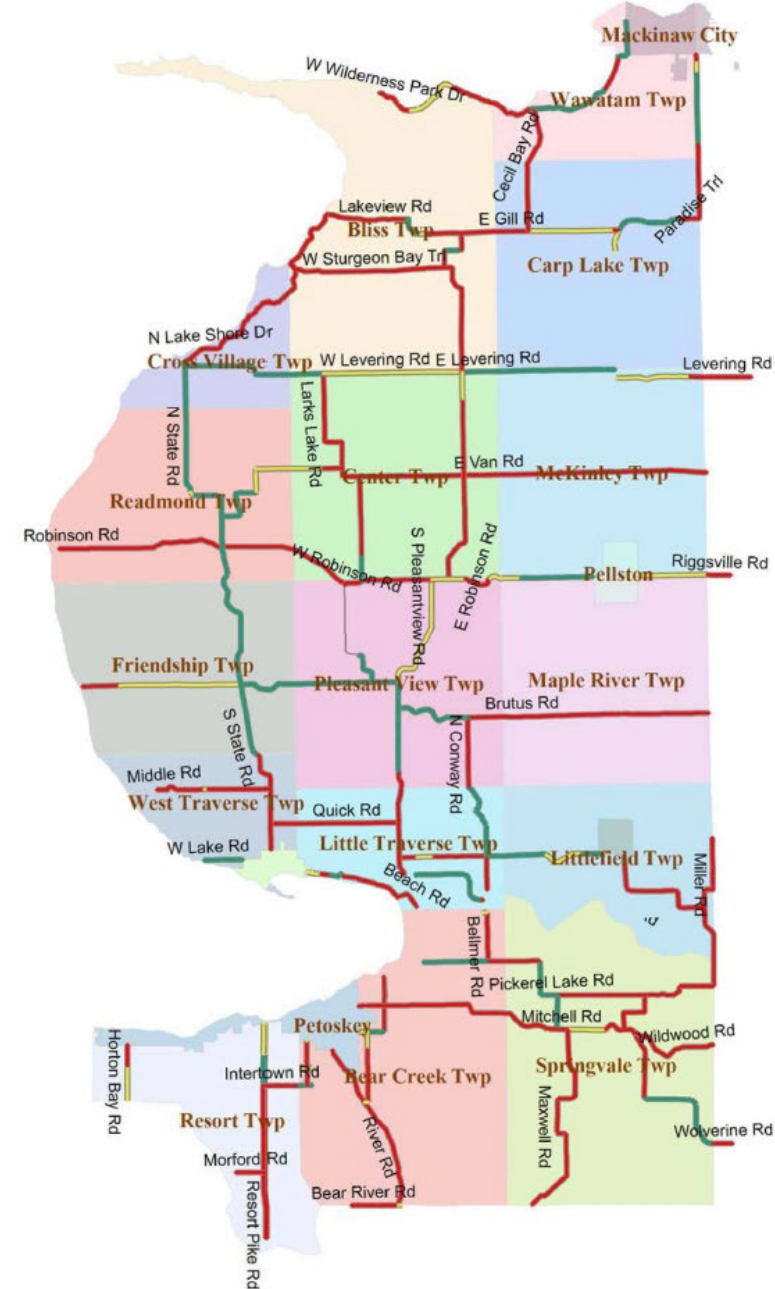 Mackinaw City
W Wilderness Park Dr
Wawatam Twp
Cecil Bay Rd
Lakeview Rd
E Gill Rd
Paradise Trl
Bliss Twp
W Sturgeon Bay Trl
Carp Lake Twp
N Lake Shore Dr
Cross Village Twp
W Levering Rd
E Levering Rd
Levering Rd
N State Rd
Larks Lake Rd
E Van Rd
Center Twp
McKinley Twp
Readmond Twp
Robinson Rd
W Robinson Rd
S Pleasantview Rd
E Robinson Rd
Riggsville Rd
Pellston
Friendship Twp
Pleasant View Twp
Maple River Twp
S State Rd
Brutus Rd
N Conway Rd
Middle Rd
West Traverse Twp
Quick Rd
W Lake Rd
Little Traverse Twp
Littlefield Twp
Beach Rd
Miller Rd
Bellmer Rd
Pickerel Lake Rd
Mitchell Rd
Petoskey
Wildwood Rd
Horton Bay Rd
Intertown Rd
Bear Creek Twp
Springvale Twp
Resort Twp
River Rd
Maxwell Rd
Wolverine Rd
Morford Rd
Resort Pike Rd
Bear River Rd